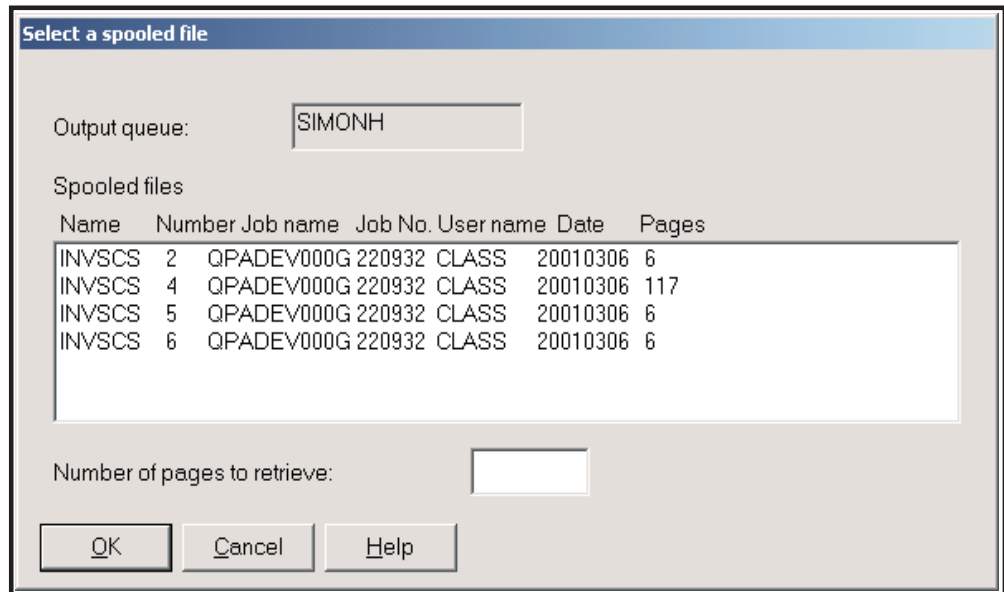 Select a spooled file
Output queue: SIMONH
Spooled files
Name Number Job name Job No. User name Date Pages
INVSCS 2 QPADEV000G 220932 CLASS 20010306 6
INVSCS 4 QPADEV000G 220932 CLASS 20010306 117
INVSCS 5 QPADEV000G 220932 CLASS 20010306 6
INVSCS 6 QPADEV000G 220932 CLASS 20010306 6
Number of pages to retrieve:
OK Cancel Help